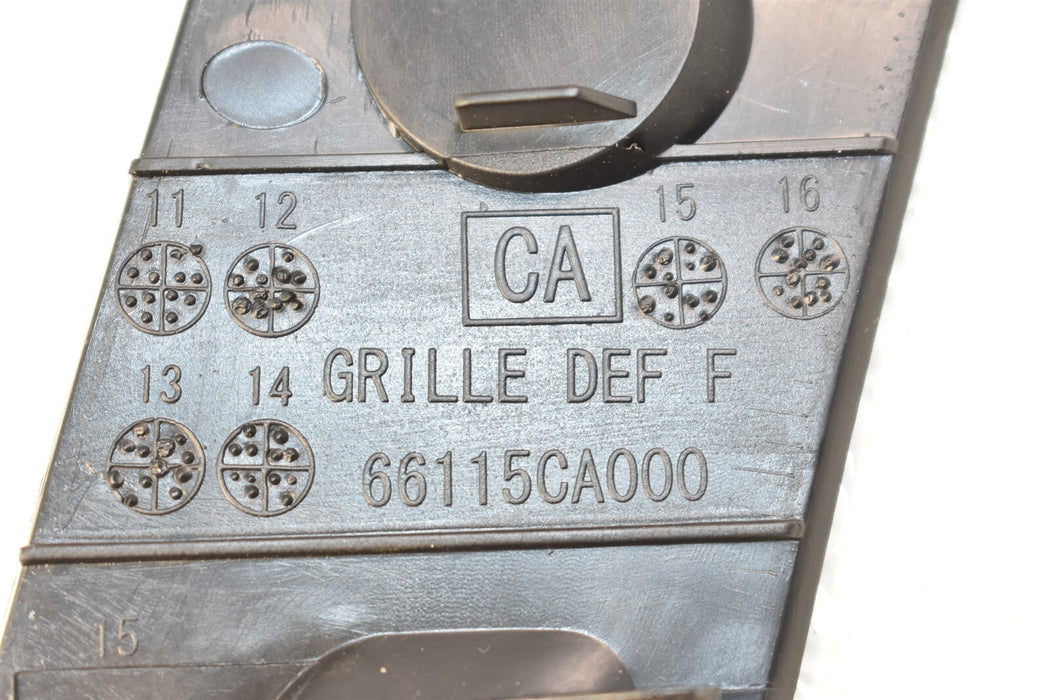 11 12 CA 15 16
GRILLE DEF F
13 14
66115CA000
15